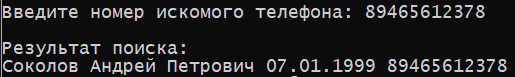 Введите номер искомого телефона: 89465612378
Результат поиска:
Соколов Андрей Петрович 07.01.1999 89465612378